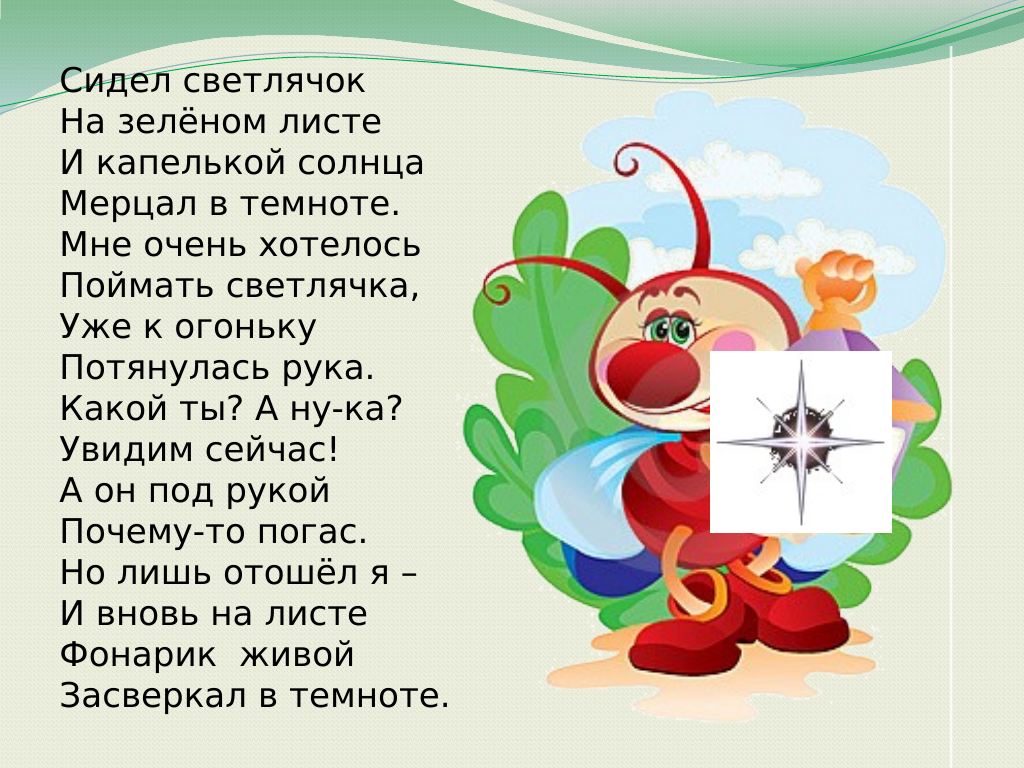 Сидел светлячок
На зелёном листе
И капелькой солнца
Мерцал в темноте.
Мне очень хотелось
Поймать светлячка,
Уже к огоньку
Потянулась рука.
Какой ты? А ну-ка?
Увидим сейчас!
А он под рукой
Почему-то погас.
Но лишь отошёл я –
И вновь на листе
Фонарик  живой
Засверкал в темноте.